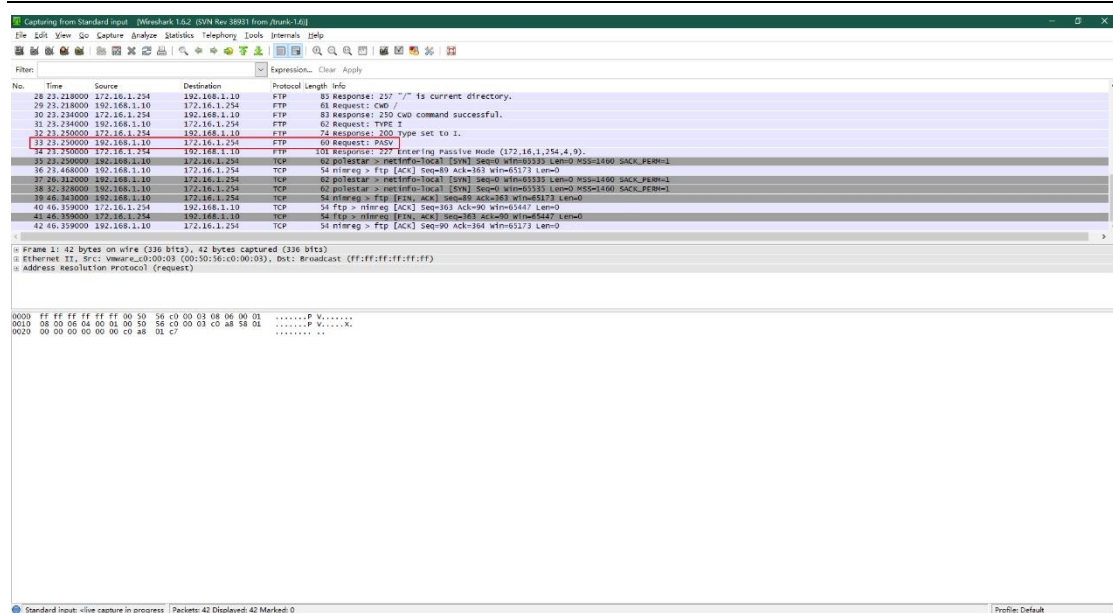 Capturing from Standard input [Wireshark 1.6.2 (SVN Rev 38931 from /trunk-1.6)]
File Edit View Go Capture Analyze Statistics Telephony Tools Internals Help
Filter: Expression... Clear Apply
No. Time Source Destination Protocol Length Info
28 23.218000 172.16.1.254 192.168.1.10 FTP 85 Response: 257 "/" is current directory.
29 23.218000 192.168.1.10 172.16.1.254 FTP 61 Request: CWD /
30 23.234000 172.16.1.254 192.168.1.10 FTP 83 Response: 250 CWD command successful.
31 23.234000 192.168.1.10 172.16.1.254 FTP 62 Request: TYPE I
32 23.250000 172.16.1.254 192.168.1.10 FTP 74 Response: 200 Type set to I.
33 23.250000 192.168.1.10 172.16.1.254 FTP 60 Request: PASV
34 23.250000 172.16.1.254 192.168.1.10 FTP 101 Response: 227 Entering Passive Mode (172,16,1,254,4,9).
35 23.250000 192.168.1.10 172.16.1.254 TCP 62 polestar > netinfo-local [SYN] Seq=0 Win=65535 Len=0 MSS=1460 SACK_PERM=1
36 23.468000 192.168.1.10 172.16.1.254 TCP 54 nimreg > ftp [ACK] Seq=89 Ack=363 Win=65173 Len=0
37 26.312000 192.168.1.10 172.16.1.254 TCP 62 polestar > netinfo-local [SYN] Seq=0 Win=65535 Len=0 MSS=1460 SACK_PERM=1
38 32.328000 192.168.1.10 172.16.1.254 TCP 62 polestar > netinfo-local [SYN] Seq=0 Win=65535 Len=0 MSS=1460 SACK_PERM=1
39 46.343000 192.168.1.10 172.16.1.254 TCP 54 nimreg > ftp [FIN, ACK] Seq=89 Ack=363 Win=65173 Len=0
40 46.359000 172.16.1.254 192.168.1.10 TCP 54 ftp > nimreg [ACK] Seq=363 Ack=90 Win=65447 Len=0
41 46.359000 172.16.1.254 192.168.1.10 TCP 54 ftp > nimreg [FIN, ACK] Seq=363 Ack=90 Win=65447 Len=0
42 46.359000 192.168.1.10 172.16.1.254 TCP 54 nimreg > ftp [ACK] Seq=90 Ack=364 Win=65173 Len=0
Frame 1: 42 bytes on wire (336 bits), 42 bytes captured (336 bits)
Ethernet II, Src: Vmware_c0:00:03 (00:50:56:c0:00:03), Dst: Broadcast (ff:ff:ff:ff:ff:ff)
Address Resolution Protocol (request)
0000 ff ff ff ff ff ff 00 50 56 c0 00 03 08 06 00 01 .......P V.......
0010 08 00 06 04 00 01 00 50 56 c0 00 03 c0 a8 58 01 .......P V.....X.
0020 00 00 00 00 00 00 c0 a8 01 c7 ........ ..
Standard input: <live capture in progress Packets: 42 Displayed: 42 Marked: 0 Profile: Default